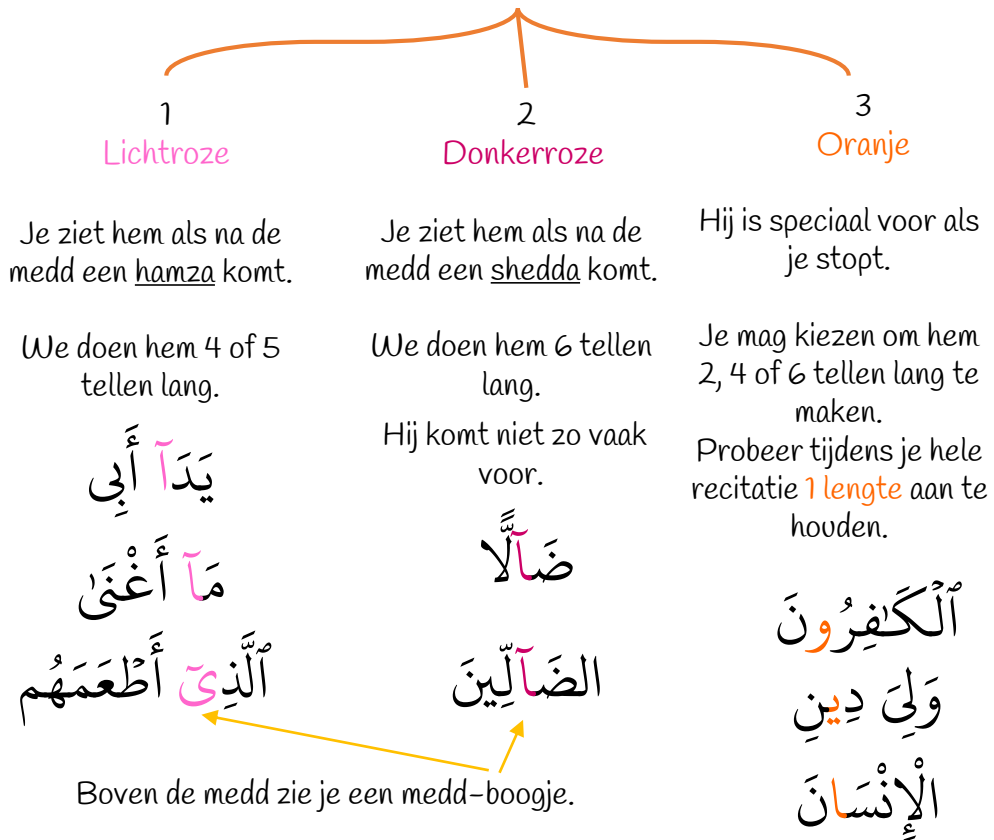 1
Lichtroze
Je ziet hem als na de
medd een hamza komt.
We doen hem 4 of 5
tellen lang.
يَدَآ أَبِى
مَآ أَغْنَىٰ
ٱلَّذِىٓ أَطْعَمَهُم
2
Donkerroze
Je ziet hem als na de
medd een shedda komt.
We doen hem 6 tellen
lang.
Hij komt niet zo vaak
voor.
ضَآلًّا
الضَآلِّينَ
Boven de medd zie je een medd-boogje.
3
Oranje
Hij is speciaal voor als
je stopt.
Je mag kiezen om hem
2, 4 of 6 tellen lang te
maken.
Probeer tijdens je hele
recitatie 1 lengte aan te
houden.
ٱلْكَـٰفِرُونَ
وَلِىَ دِينِ
الْإِنْسَانَ